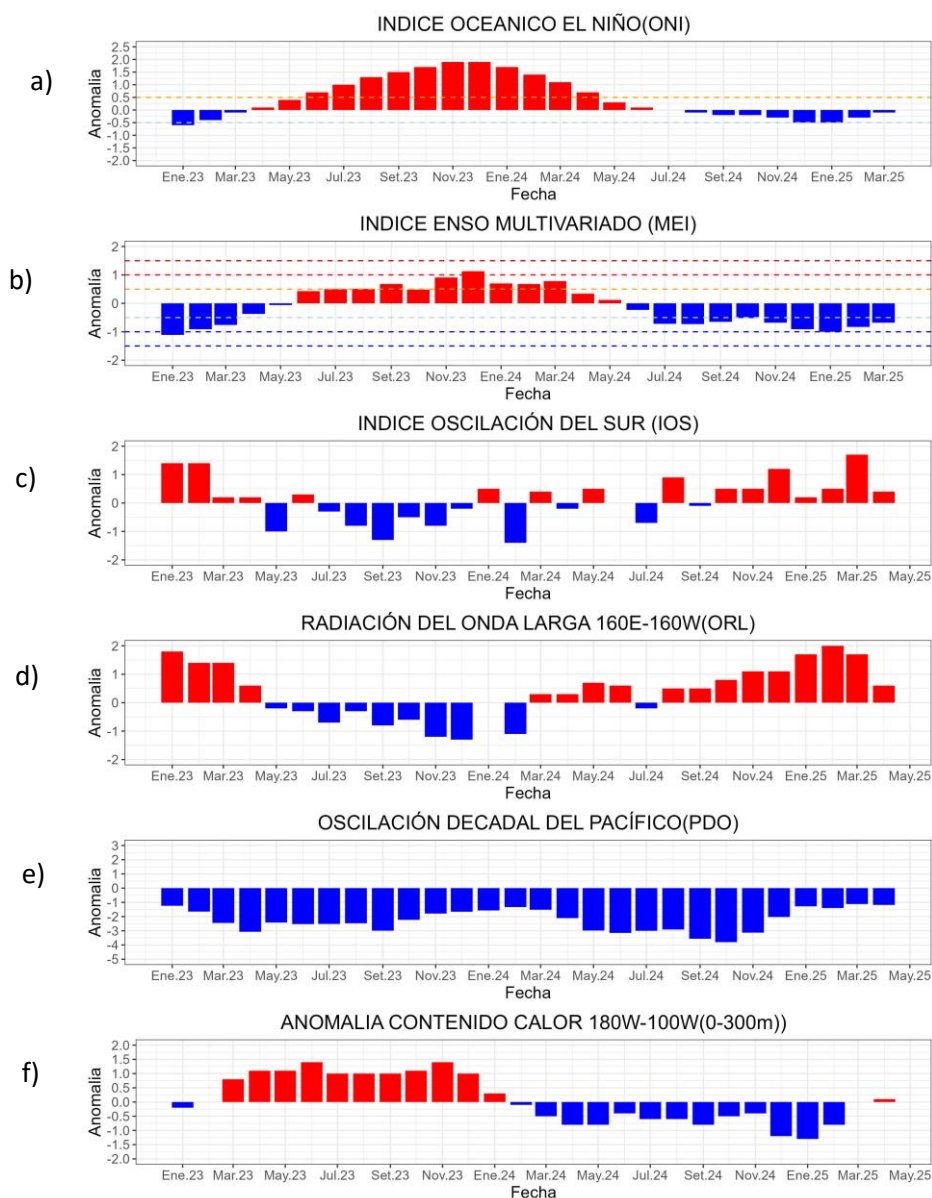 INDICE OCEANICO EL NIÑO(ONI)
a)
Anomalia
2.5
2.0
1.5
1.0
0.5
0.0
-0.5
-1.0
-1.5
-2.0
Ene.23 Mar.23 May.23 Jul.23 Set.23 Nov.23 Ene.24 Mar.24 May.24 Jul.24 Set.24 Nov.24 Ene.25 Mar.25
Fecha
INDICE ENSO MULTIVARIADO (MEI)
b)
Anomalia
2
1
0
-1
-2
Ene.23 Mar.23 May.23 Jul.23 Set.23 Nov.23 Ene.24 Mar.24 May.24 Jul.24 Set.24 Nov.24 Ene.25 Mar.25
Fecha
INDICE OSCILACIÓN DEL SUR (IOS)
c)
Anomalía
2
1
0
-1
-2
Ene.23 Mar.23 May.23 Jul.23 Set.23 Nov.23 Ene.24 Mar.24 May.24 Jul.24 Set.24 Nov.24 Ene.25 Mar.25 May.25
Fecha
RADIACIÓN DEL ONDA LARGA 160E-160W(ORL)
d)
Anomalia
2
1
0
-1
-2
Ene.23 Mar.23 May.23 Jul.23 Set.23 Nov.23 Ene.24 Mar.24 May.24 Jul.24 Set.24 Nov.24 Ene.25 Mar.25 May.25
Fecha
OSCILACIÓN DECADAL DEL PACÍFICO(PDO)
e)
Anomalia
3
2
1
0
-1
-2
-3
-4
-5
Ene.23 Mar.23 May.23 Jul.23 Set.23 Nov.23 Ene.24 Mar.24 May.24 Jul.24 Set.24 Nov.24 Ene.25 Mar.25 May.25
Fecha
ANOMALIA CONTENIDO CALOR 180W-100W(0-300m))
f)
Anomalia
2.0
1.5
1.0
0.5
0.0
-0.5
-1.0
-1.5
-2.0
Ene.23 Mar.23 May.23 Jul.23 Set.23 Nov.23 Ene.24 Mar.24 May.24 Jul.24 Set.24 Nov.24 Ene.25 Mar.25 May.25
Fecha